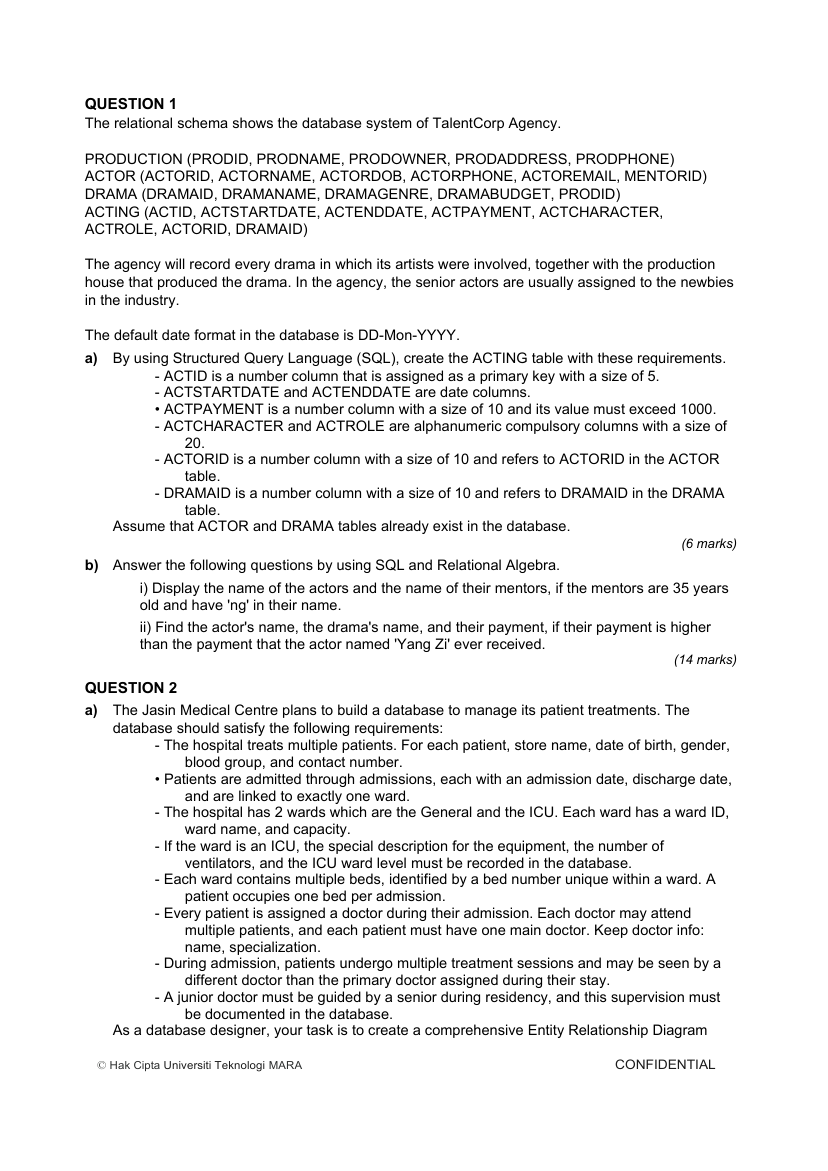 QUESTION 1
The relational schema shows the database system of TalentCorp Agency.
PRODUCTION (PRODID, PRODNAME, PRODOWNER, PRODADDRESS, PRODPHONE)
ACTOR (ACTORID, ACTORNAME, ACTORDOB, ACTORPHONE, ACTOREMAIL, MENTORID)
DRAMA (DRAMAID, DRAMANAME, DRAMAGENRE, DRAMABUDGET, PRODID)
ACTING (ACTID, ACTSTARTDATE, ACTENDDATE, ACTPAYMENT, ACTCHARACTER,
ACTROLE, ACTORID, DRAMAID)
The agency will record every drama in which its artists were involved, together with the production
house that produced the drama. In the agency, the senior actors are usually assigned to the newbies
in the industry.
The default date format in the database is DD-Mon-YYYY.
a) By using Structured Query Language (SQL), create the ACTING table with these requirements.
- ACTID is a number column that is assigned as a primary key with a size of 5.
- ACTSTARTDATE and ACTENDDATE are date columns.
• ACTPAYMENT is a number column with a size of 10 and its value must exceed 1000.
- ACTCHARACTER and ACTROLE are alphanumeric compulsory columns with a size of
20.
- ACTORID is a number column with a size of 10 and refers to ACTORID in the ACTOR
table.
- DRAMAID is a number column with a size of 10 and refers to DRAMAID in the DRAMA
table.
Assume that ACTOR and DRAMA tables already exist in the database.
(6 marks)
b) Answer the following questions by using SQL and Relational Algebra.
i) Display the name of the actors and the name of their mentors, if the mentors are 35 years
old and have 'ng' in their name.
ii) Find the actor's name, the drama's name, and their payment, if their payment is higher
than the payment that the actor named 'Yang Zi' ever received.
(14 marks)
QUESTION 2
a) The Jasin Medical Centre plans to build a database to manage its patient treatments. The
database should satisfy the following requirements:
- The hospital treats multiple patients. For each patient, store name, date of birth, gender,
blood group, and contact number.
• Patients are admitted through admissions, each with an admission date, discharge date,
and are linked to exactly one ward.
- The hospital has 2 wards which are the General and the ICU. Each ward has a ward ID,
ward name, and capacity.
- If the ward is an ICU, the special description for the equipment, the number of
ventilators, and the ICU ward level must be recorded in the database.
- Each ward contains multiple beds, identified by a bed number unique within a ward. A
patient occupies one bed per admission.
- Every patient is assigned a doctor during their admission. Each doctor may attend
multiple patients, and each patient must have one main doctor. Keep doctor info:
name, specialization.
- During admission, patients undergo multiple treatment sessions and may be seen by a
different doctor than the primary doctor assigned during their stay.
- A junior doctor must be guided by a senior during residency, and this supervision must
be documented in the database.
As a database designer, your task is to create a comprehensive Entity Relationship Diagram
© Hak Cipta Universiti Teknologi MARA CONFIDENTIAL